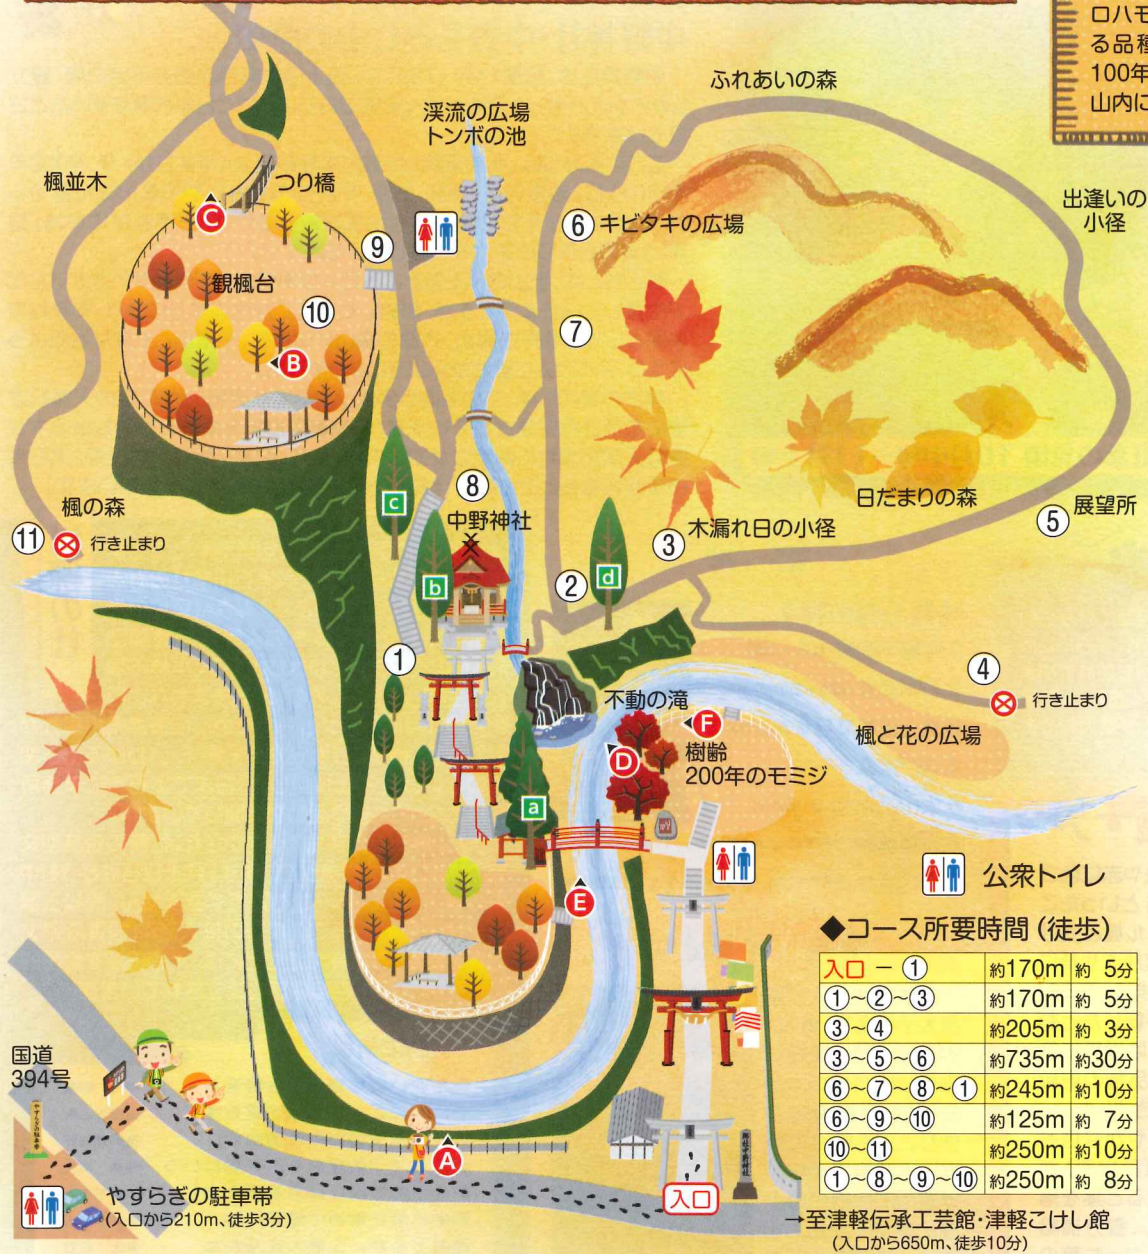 ロハモ
る品種
100年
山内に
ふれあいの森
渓流の広場
トンボの池
楓並木
つり橋
C
出逢いの
小径
⑥ キビタキの広場
⑨
観楓台
⑩
⑦
B
c
⑧
中野神社
日だまりの森
⑤ 展望所
楓の森
⑪ 行き止まり
③ 木漏れ日の小径
b
②
d
①
④
行き止まり
不動の滝
F
D
樹齢
200年のモミジ
楓と花の広場
a
E
公衆トイレ
◆コース所要時間（徒歩）
入口 － ① 約170m 約 5分
①～②～③ 約170m 約 5分
③～④ 約205m 約 3分
③～⑤～⑥ 約735m 約30分
⑥～⑦～⑧～① 約245m 約10分
⑥～⑨～⑩ 約125m 約 7分
⑩～⑪ 約250m 約10分
①～⑧～⑨～⑩ 約250m 約 8分
国道
394号
やすらぎの駐車帯
A
やすらぎの駐車帯
(入口から210m、徒歩3分)
入口
→至津軽伝承工芸館・津軽こけし館
(入口から650m、徒歩10分)